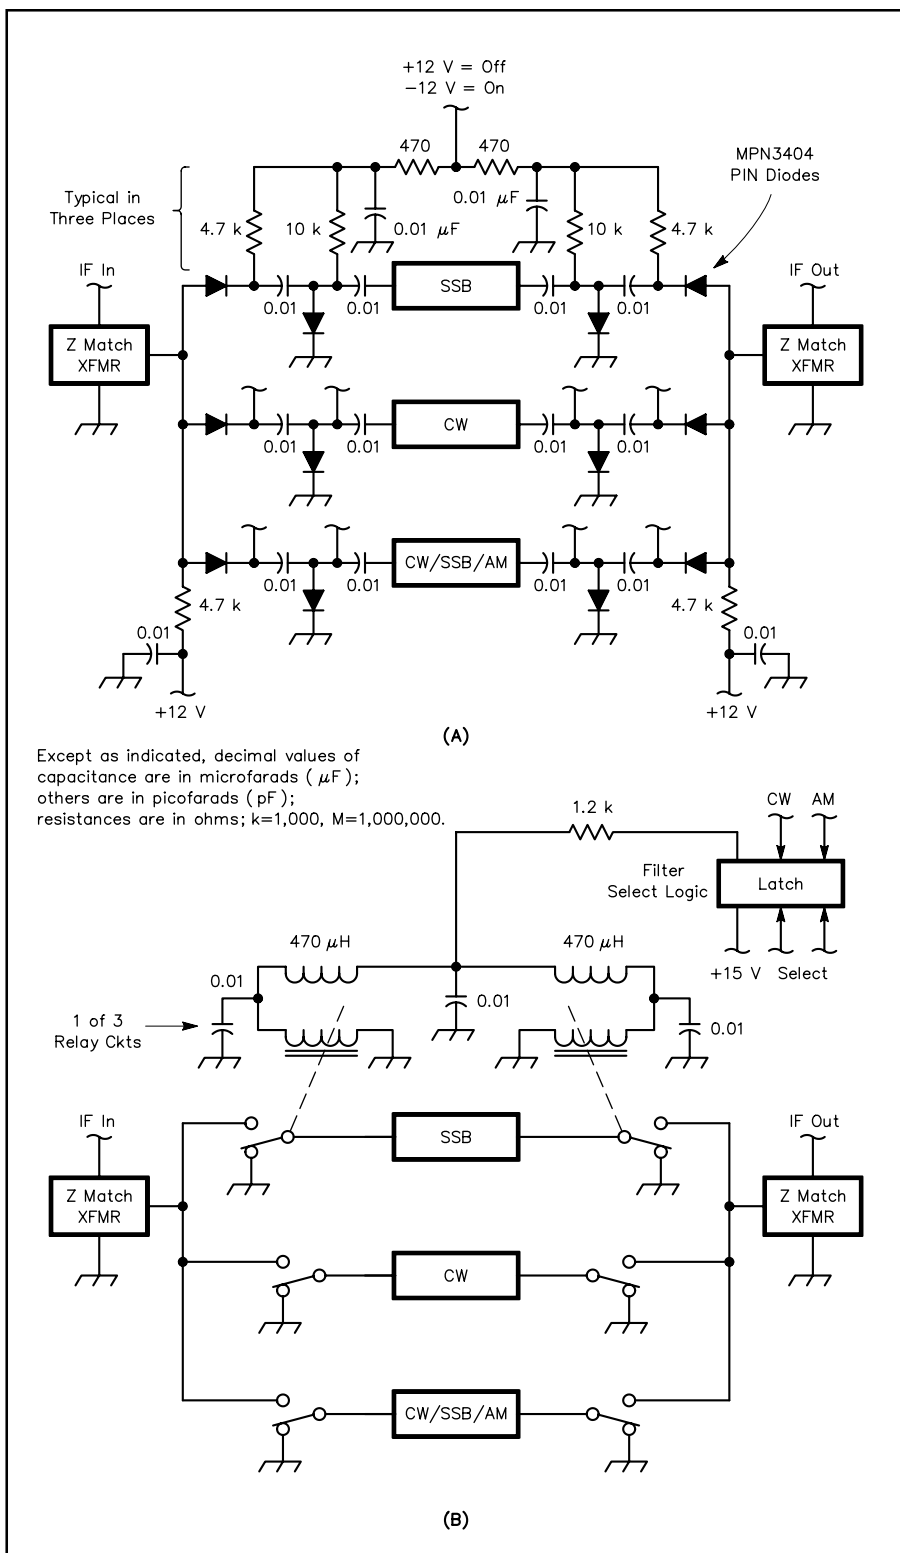 +12 V = Off
−12 V = On
470
470
MPN3404
PIN Diodes
Typical in
Three Places
4.7 k
10 k
0.01 µF
0.01 µF
10 k
4.7 k
IF In
0.01
0.01
SSB
0.01
0.01
IF Out
Z Match
XFMR
Z Match
XFMR
0.01
0.01
CW
0.01
0.01
0.01
0.01
CW/SSB/AM
0.01
0.01
4.7 k
4.7 k
0.01
0.01
+12 V
+12 V
(A)
Except as indicated, decimal values of
capacitance are in microfarads ( µF);
others are in picofarads (pF);
resistances are in ohms; k=1,000, M=1,000,000.
1.2 k
CW
AM
Filter
Select Logic
Latch
+15 V
Select
470 µH
470 µH
0.01
0.01
0.01
1 of 3
Relay Ckts
IF In
SSB
IF Out
Z Match
XFMR
Z Match
XFMR
CW
CW/SSB/AM
(B)